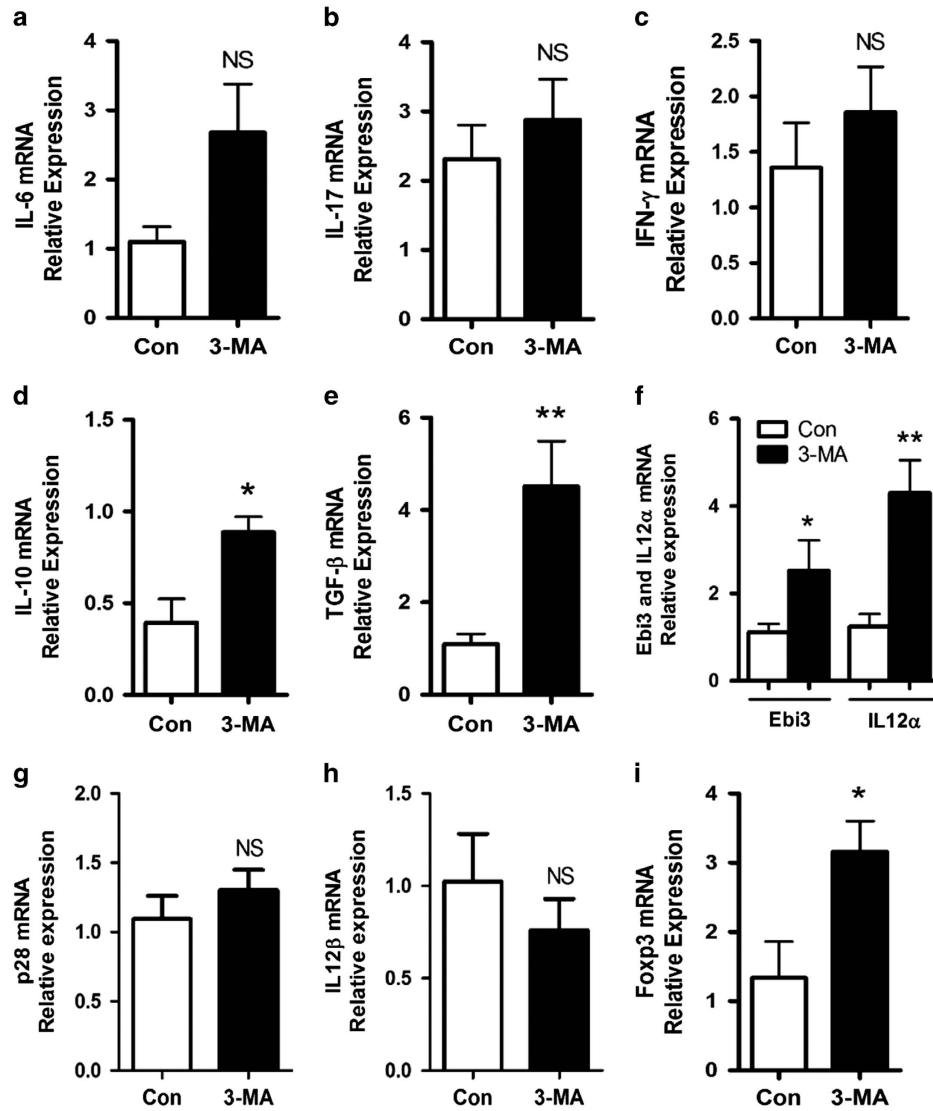 a
IL-6 mRNA
Relative Expression
4
3
2
1
0
NS
Con 3-MA
b
IL-17 mRNA
Relative Expression
5
4
3
2
1
0
NS
Con 3-MA
c
IFN-γ mRNA
Relative Expression
2.5
2.0
1.5
1.0
0.5
0.0
NS
Con 3-MA
d
IL-10 mRNA
Relative Expression
1.5
1.0
0.5
0.0
*
Con 3-MA
e
TGF-β mRNA
Relative Expression
6
4
2
0
**
Con 3-MA
f
Ebi3 and IL12α mRNA
Relative expression
6
4
2
0
Con
3-MA
*
**
Ebi3 IL12α
g
p28 mRNA
Relative expression
2.0
1.5
1.0
0.5
0.0
NS
Con 3-MA
h
IL12β mRNA
Relative expression
1.5
1.0
0.5
0.0
NS
Con 3-MA
i
Foxp3 mRNA
Relative Expression
4
3
2
1
0
*
Con 3-MA